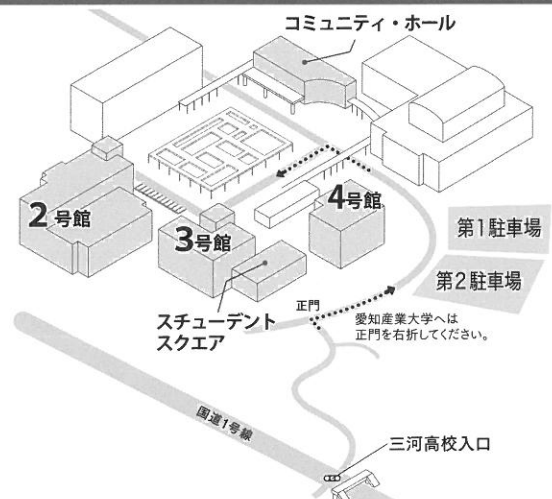 コミュニティ・ホール
2号館
3号館
4号館
第1駐車場
第2駐車場
スチューデント
スクエア
正門
愛知産業大学へは
正門を右折してください。
国道1号線
三河高校入口